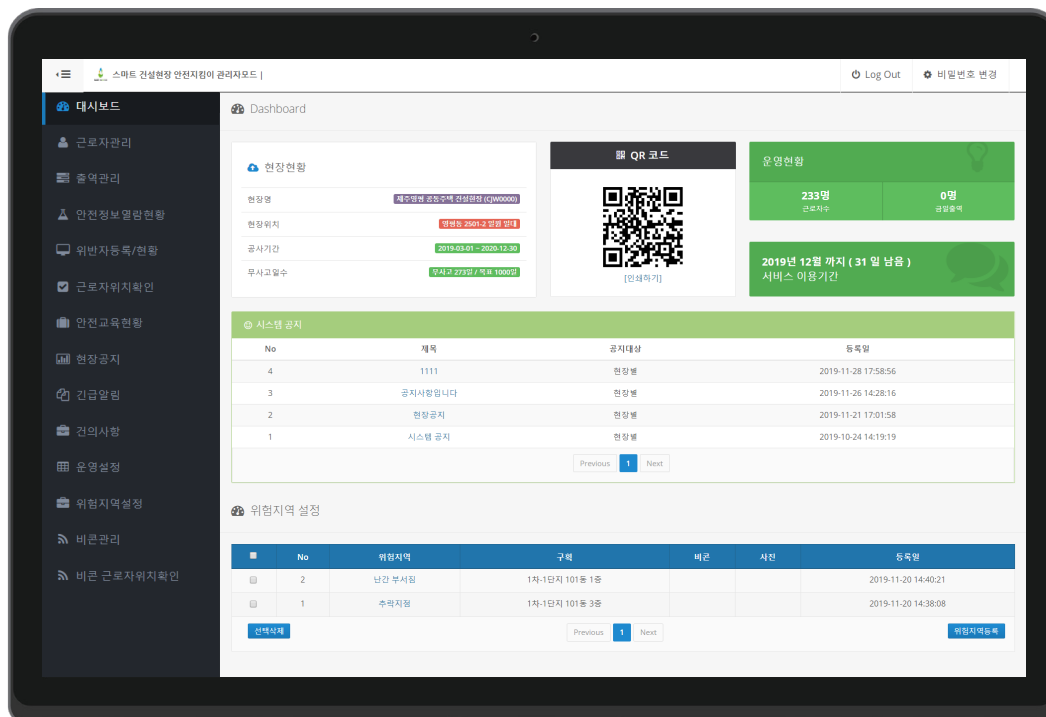 스마트 건설현장 안전지킴이 관리자모드 |
Log Out
비밀번호 변경
대시보드
근로자관리
출역관리
안전정보열람현황
위반자등록/현황
근로자위치확인
안전교육현황
현장공지
긴급알림
건의사항
운영설정
위험지역설정
비콘관리
비콘 근로자위치확인
Dashboard
현장현황
현장명 제주영평 공동주택 건설현장 (CJW0000)
현장위치 영평동 2501-2 일원 일대
공사기간 2019-03-01 ~ 2020-12-30
무사고일수 무사고 273일 / 목표 1000일
QR 코드
[인쇄하기]
운영현황
233명 0명
근로자수 금일출역
2019년 12월 까지 ( 31 일 남음 )
서비스 이용기간
시스템 공지
No 제목 공지대상 등록일
4 1111 현장별 2019-11-28 17:58:56
3 공지사항입니다 현장별 2019-11-26 14:28:16
2 현장공지 현장별 2019-11-21 17:01:58
1 시스템 공지 현장별 2019-10-24 14:19:19
Previous 1 Next
위험지역 설정
No 위험지역 구획 비콘 사진 등록일
2 난간 부서짐 1차-1단지 101동 1층 2019-11-20 14:40:21
1 추락지점 1차-1단지 101동 3층 2019-11-20 14:38:08
선택삭제 Previous 1 Next 위험지역등록